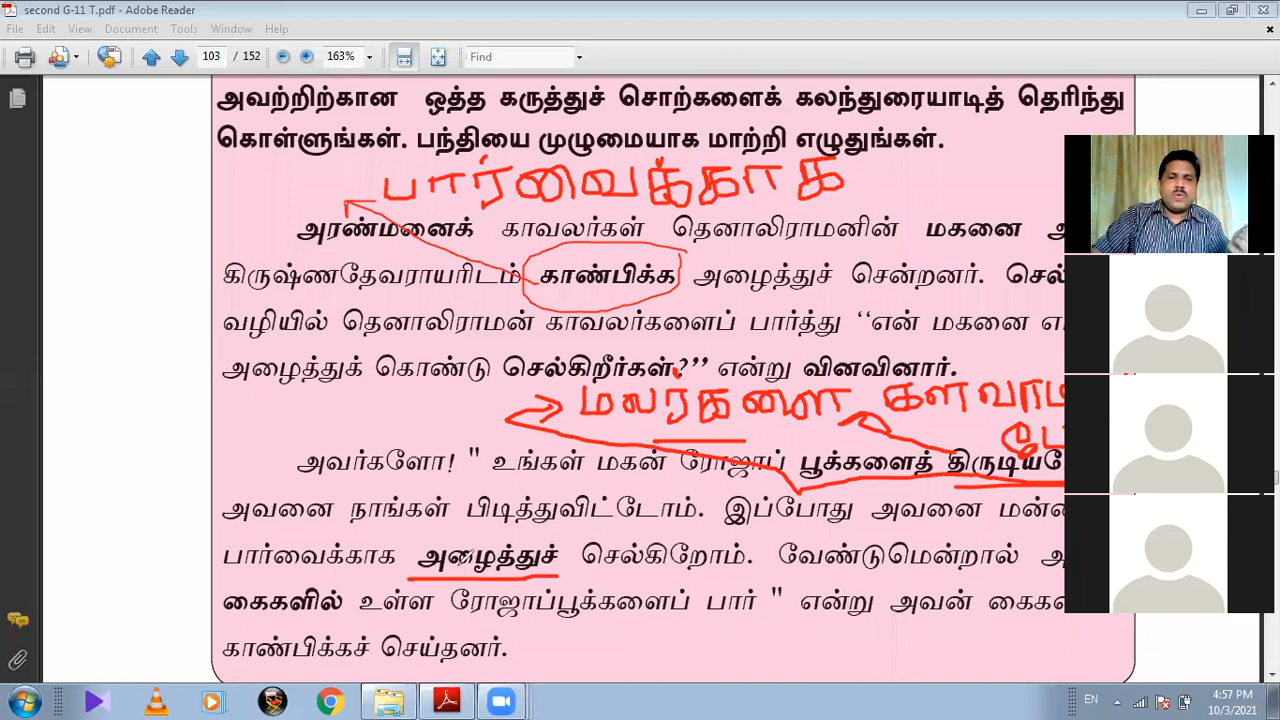 second G-11 T.pdf - Adobe Reader
File Edit View Document Tools Window Help
103 / 152 163% Find
அவற்றிற்கான ஒத்த கருத்துச் சொற்களைக் கலந்துரையாடித் தெரிந்து
கொள்ளுங்கள். பந்தியை முழுமையாக மாற்றி எழுதுங்கள்.
பார்வைக்காக
அரண்மனைக் காவலர்கள் தெனாலிராமனின் மகனை
கிருஷ்ணதேவராயரிடம் காண்பிக்க அழைத்துச் சென்றனர்.
வழியில் தெனாலிராமன் காவலர்களைப் பார்த்து ‘‘என் மகனை
அழைத்துக் கொண்டு செல்கிறீர்கள்?’’ என்று வினவினார்.
மலர்களை
அவர்களோ! " உங்கள் மகன் ரோஜாப் பூக்களைத்
அவனை நாங்கள் பிடித்துவிட்டோம். இப்போது அவனை
பார்வைக்காக அழைத்துச் செல்கிறோம். வேண்டுமென்றால்
கைகளில் உள்ள ரோஜாப்பூக்களைப் பார் " என்று அவன்
காண்பிக்கச் செய்தனர்.
EN 4:57 PM
10/3/2021